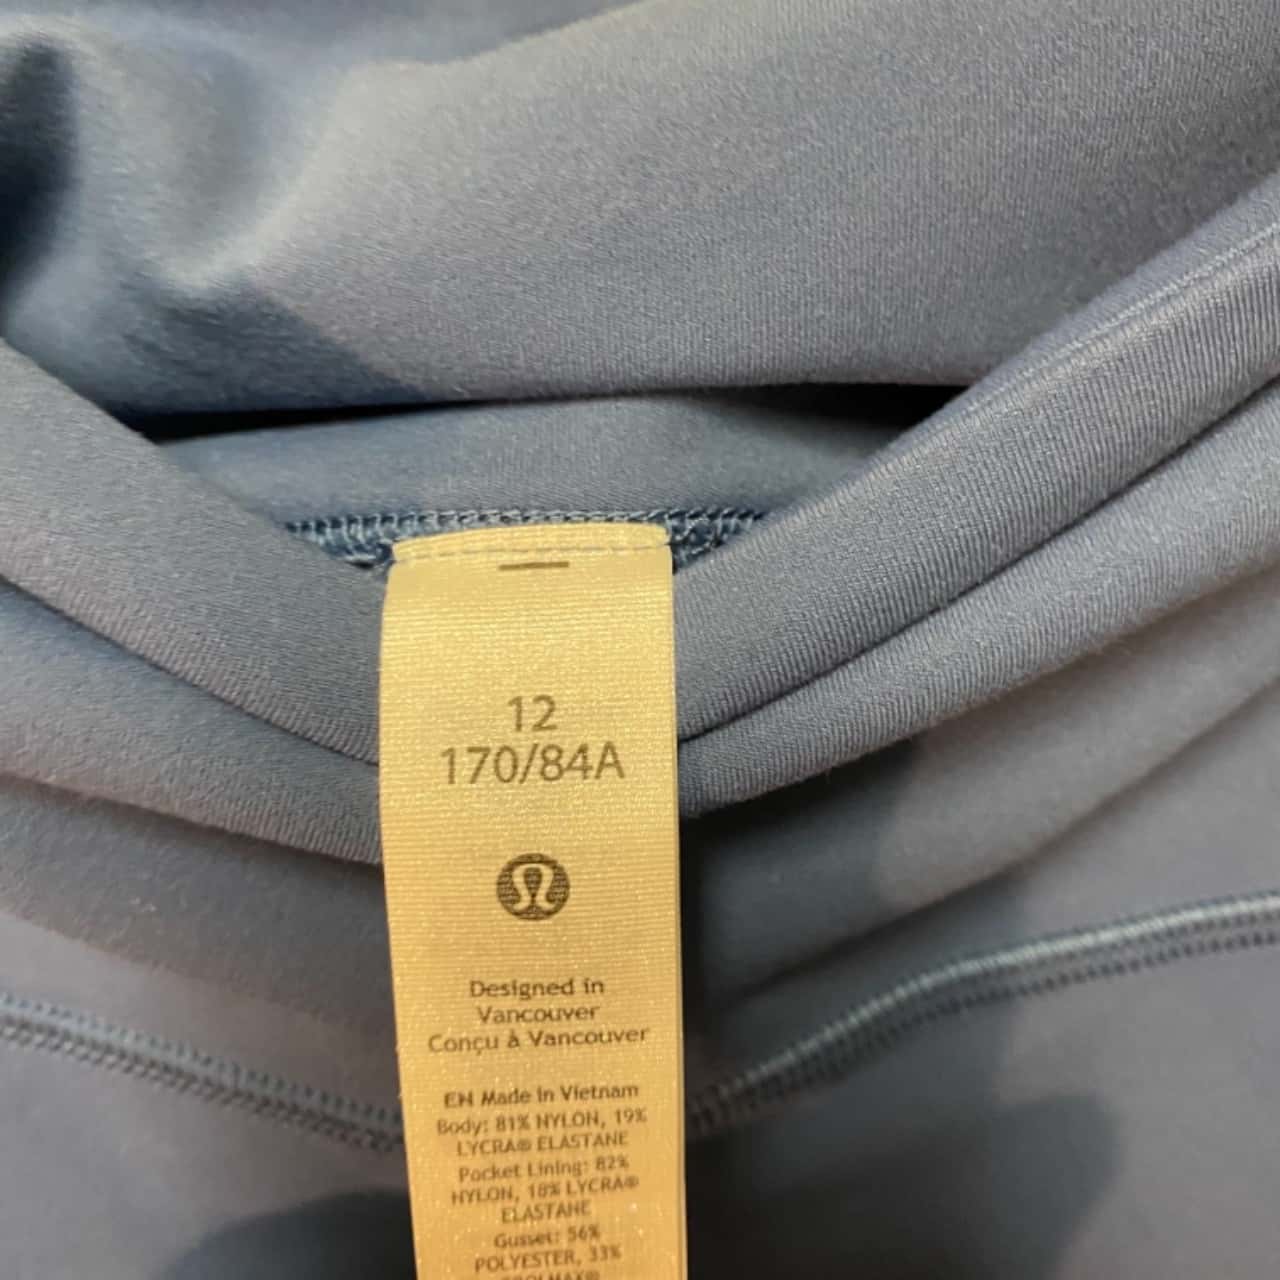 12
170/84A
Designed in
Vancouver
Conçu à Vancouver
EN Made in Vietnam
Body: 81% NYLON, 19%
LYCRA® ELASTANE
Pocket Lining: 82%
NYLON, 18% LYCRA®
ELASTANE
Gusset: 56%
POLYESTER, 33%